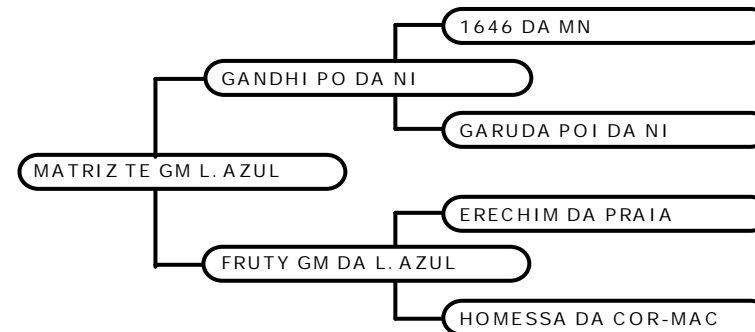 1646 DA MN
GANDHI PO DA NI
GARUDA POI DA NI
MATRIZ TE GM L. AZUL
ERECHIM DA PRAIA
FRUTY GM DA L. AZUL
HOMESSA DA COR-MAC